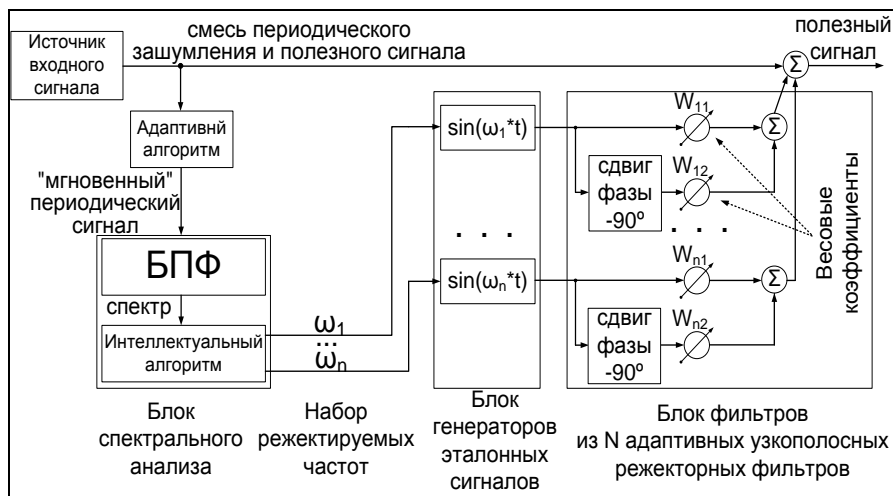 Источник
входного
сигнала
смесь периодического
зашумления и полезного сигнала
полезный
сигнал
Σ
Адаптивнй
алгоритм
"мгновенный"
периодический
сигнал
БПФ
спектр
Интеллектуальный
алгоритм
ω1
...
ωn
sin(ω1*t)
. . .
sin(ωn*t)
W11
Σ
сдвиг
фазы
-90º
W12
. . .
Wn1
Σ
сдвиг
фазы
-90º
Wn2
Весовые
коэффициенты
Блок
спектрального
анализа
Набор
режектируемых
частот
Блок
генераторов
эталонных
сигналов
Блок фильтров
из N адаптивных узкополосных
режекторных фильтров